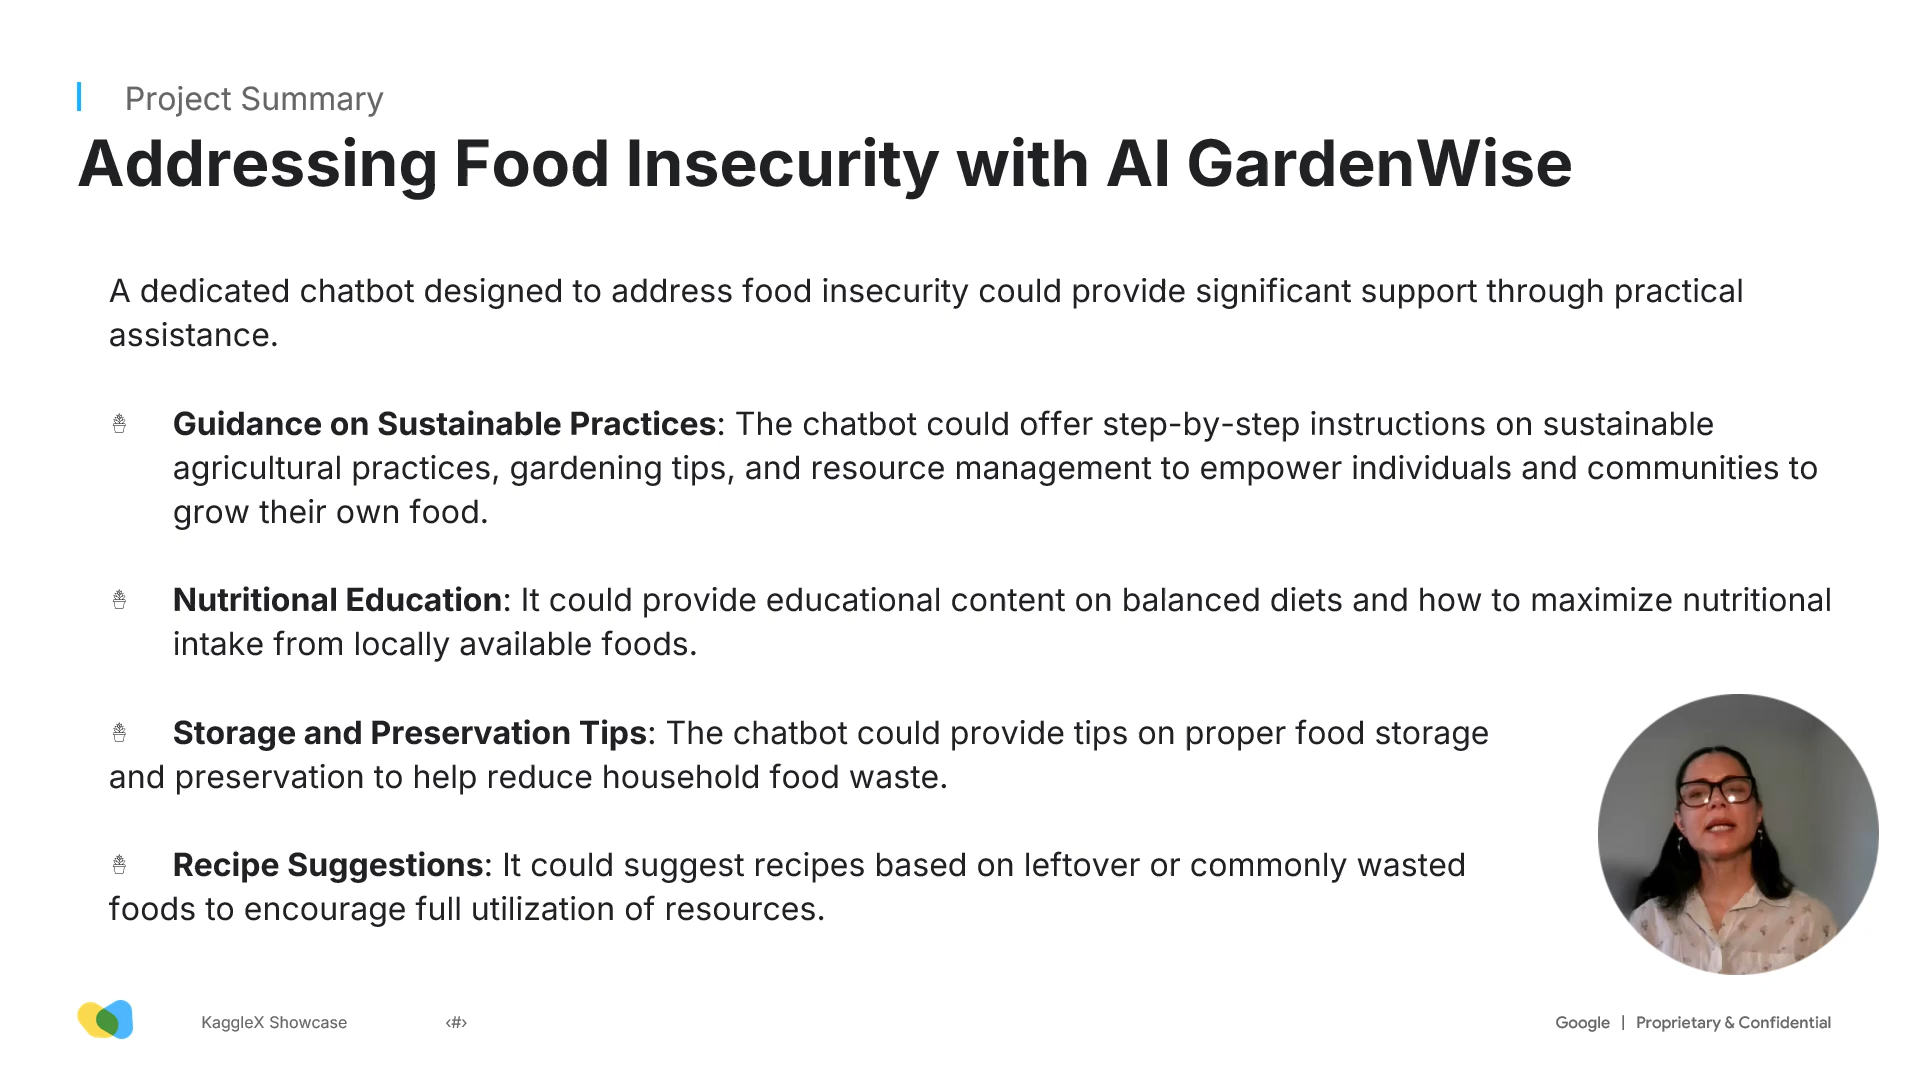 Project Summary
Addressing Food Insecurity with AI GardenWise
A dedicated chatbot designed to address food insecurity could provide significant support through practical
assistance.
Guidance on Sustainable Practices: The chatbot could offer step-by-step instructions on sustainable
agricultural practices, gardening tips, and resource management to empower individuals and communities to
grow their own food.
Nutritional Education: It could provide educational content on balanced diets and how to maximize nutritional
intake from locally available foods.
Storage and Preservation Tips: The chatbot could provide tips on proper food storage
and preservation to help reduce household food waste.
Recipe Suggestions: It could suggest recipes based on leftover or commonly wasted
foods to encourage full utilization of resources.
KaggleX Showcase
‹#›
Google | Proprietary & Confidential